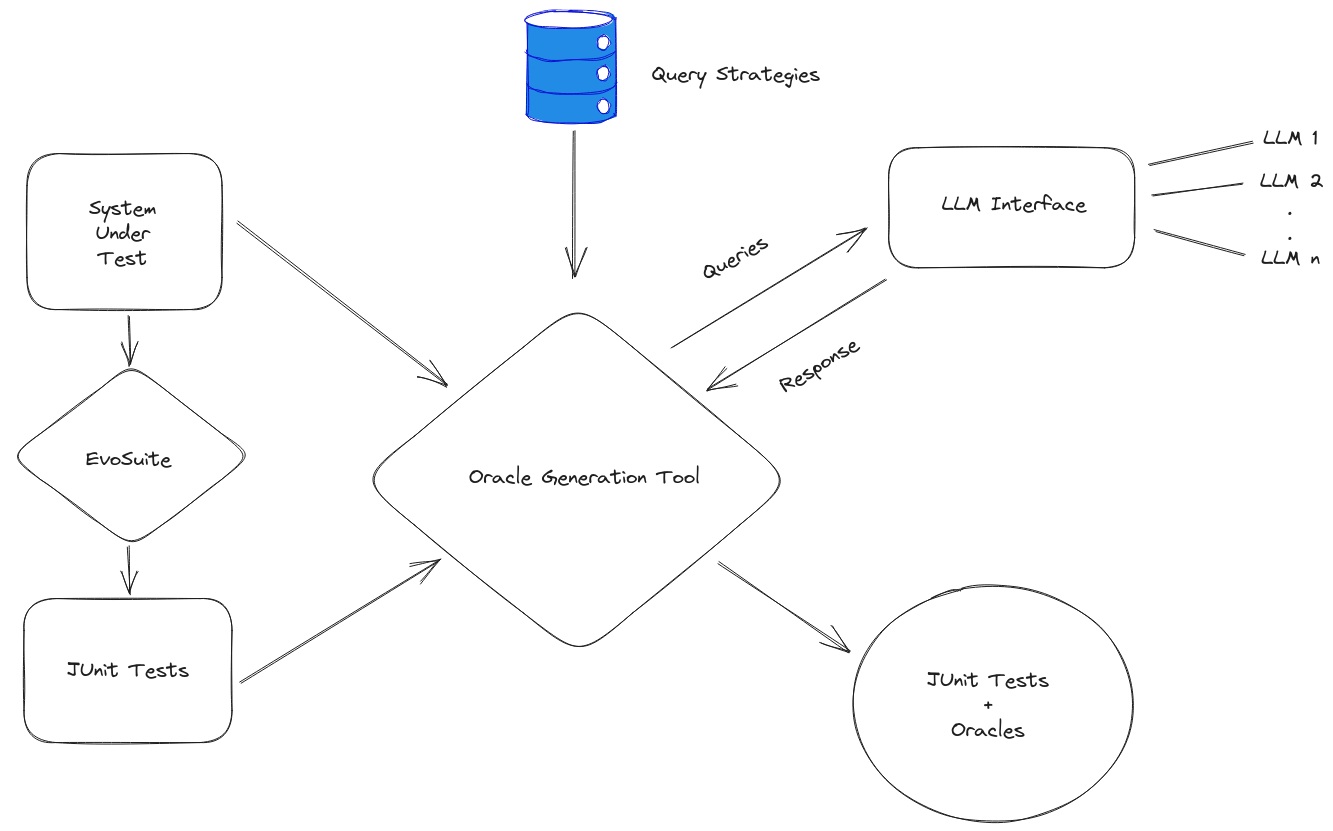 Query Strategies
System
Under
Test
LLM Interface
LLM 1
LLM 2
.
.
LLM n
Queries
Response
EvoSuite
Oracle Generation Tool
JUnit Tests
JUnit Tests
+
Oracles